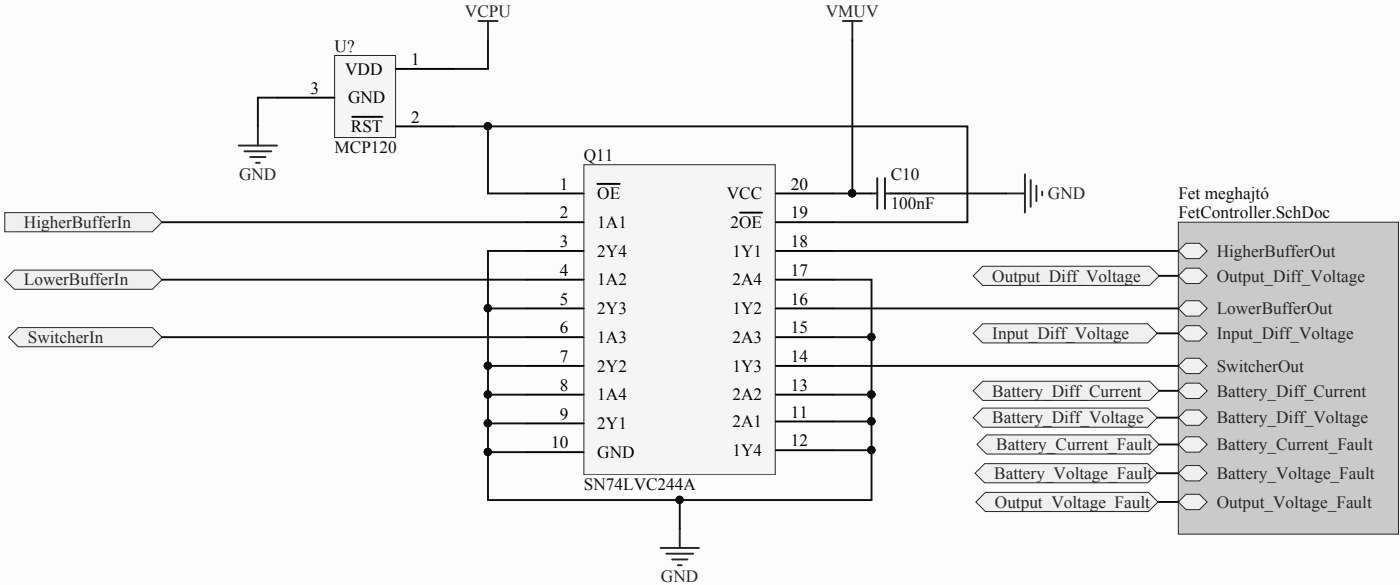 VCPU
VMUV
U?
VDD 1
3 GND
RST 2
MCP120
GND
Q11
1 OE VCC 20
C10
100nF
GND
HigherBufferIn 2 1A1 2OE 19
3 2Y4 1Y1 18
LowerBufferIn 4 1A2 2A4 17
5 2Y3 1Y2 16
SwitcherIn 6 1A3 2A3 15
7 2Y2 1Y3 14
8 1A4 2A2 13
9 2Y1 2A1 11
10 GND 1Y4 12
SN74LVC244A
GND
Fet meghajtó
FetController.SchDoc
HigherBufferOut
Output_Diff_Voltage Output_Diff_Voltage
LowerBufferOut
Input_Diff_Voltage Input_Diff_Voltage
SwitcherOut
Battery_Diff_Current Battery_Diff_Current
Battery_Diff_Voltage Battery_Diff_Voltage
Battery_Current_Fault Battery_Current_Fault
Battery_Voltage_Fault Battery_Voltage_Fault
Output_Voltage_Fault Output_Voltage_Fault